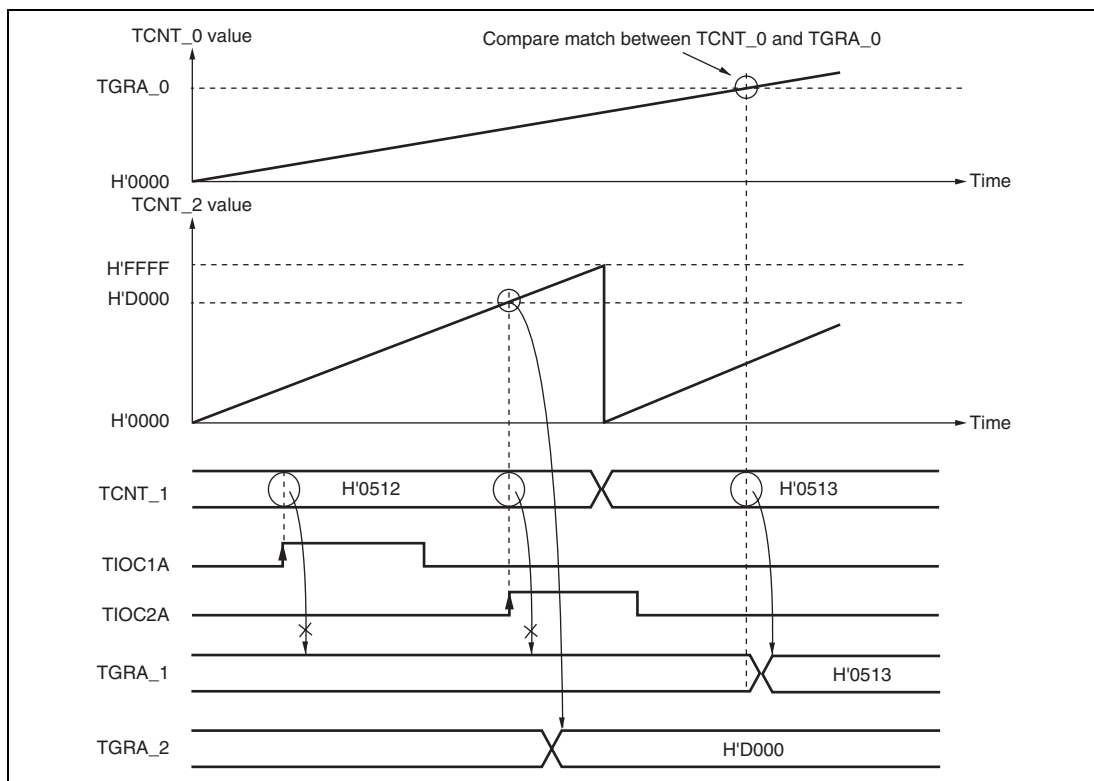 TCNT_0 value
Compare match between TCNT_0 and TGRA_0
TGRA_0
H'0000
Time
TCNT_2 value
H'FFFF
H'D000
H'0000
Time
TCNT_1
H'0512
H'0513
TIOC1A
TIOC2A
TGRA_1
H'0513
TGRA_2
H'D000